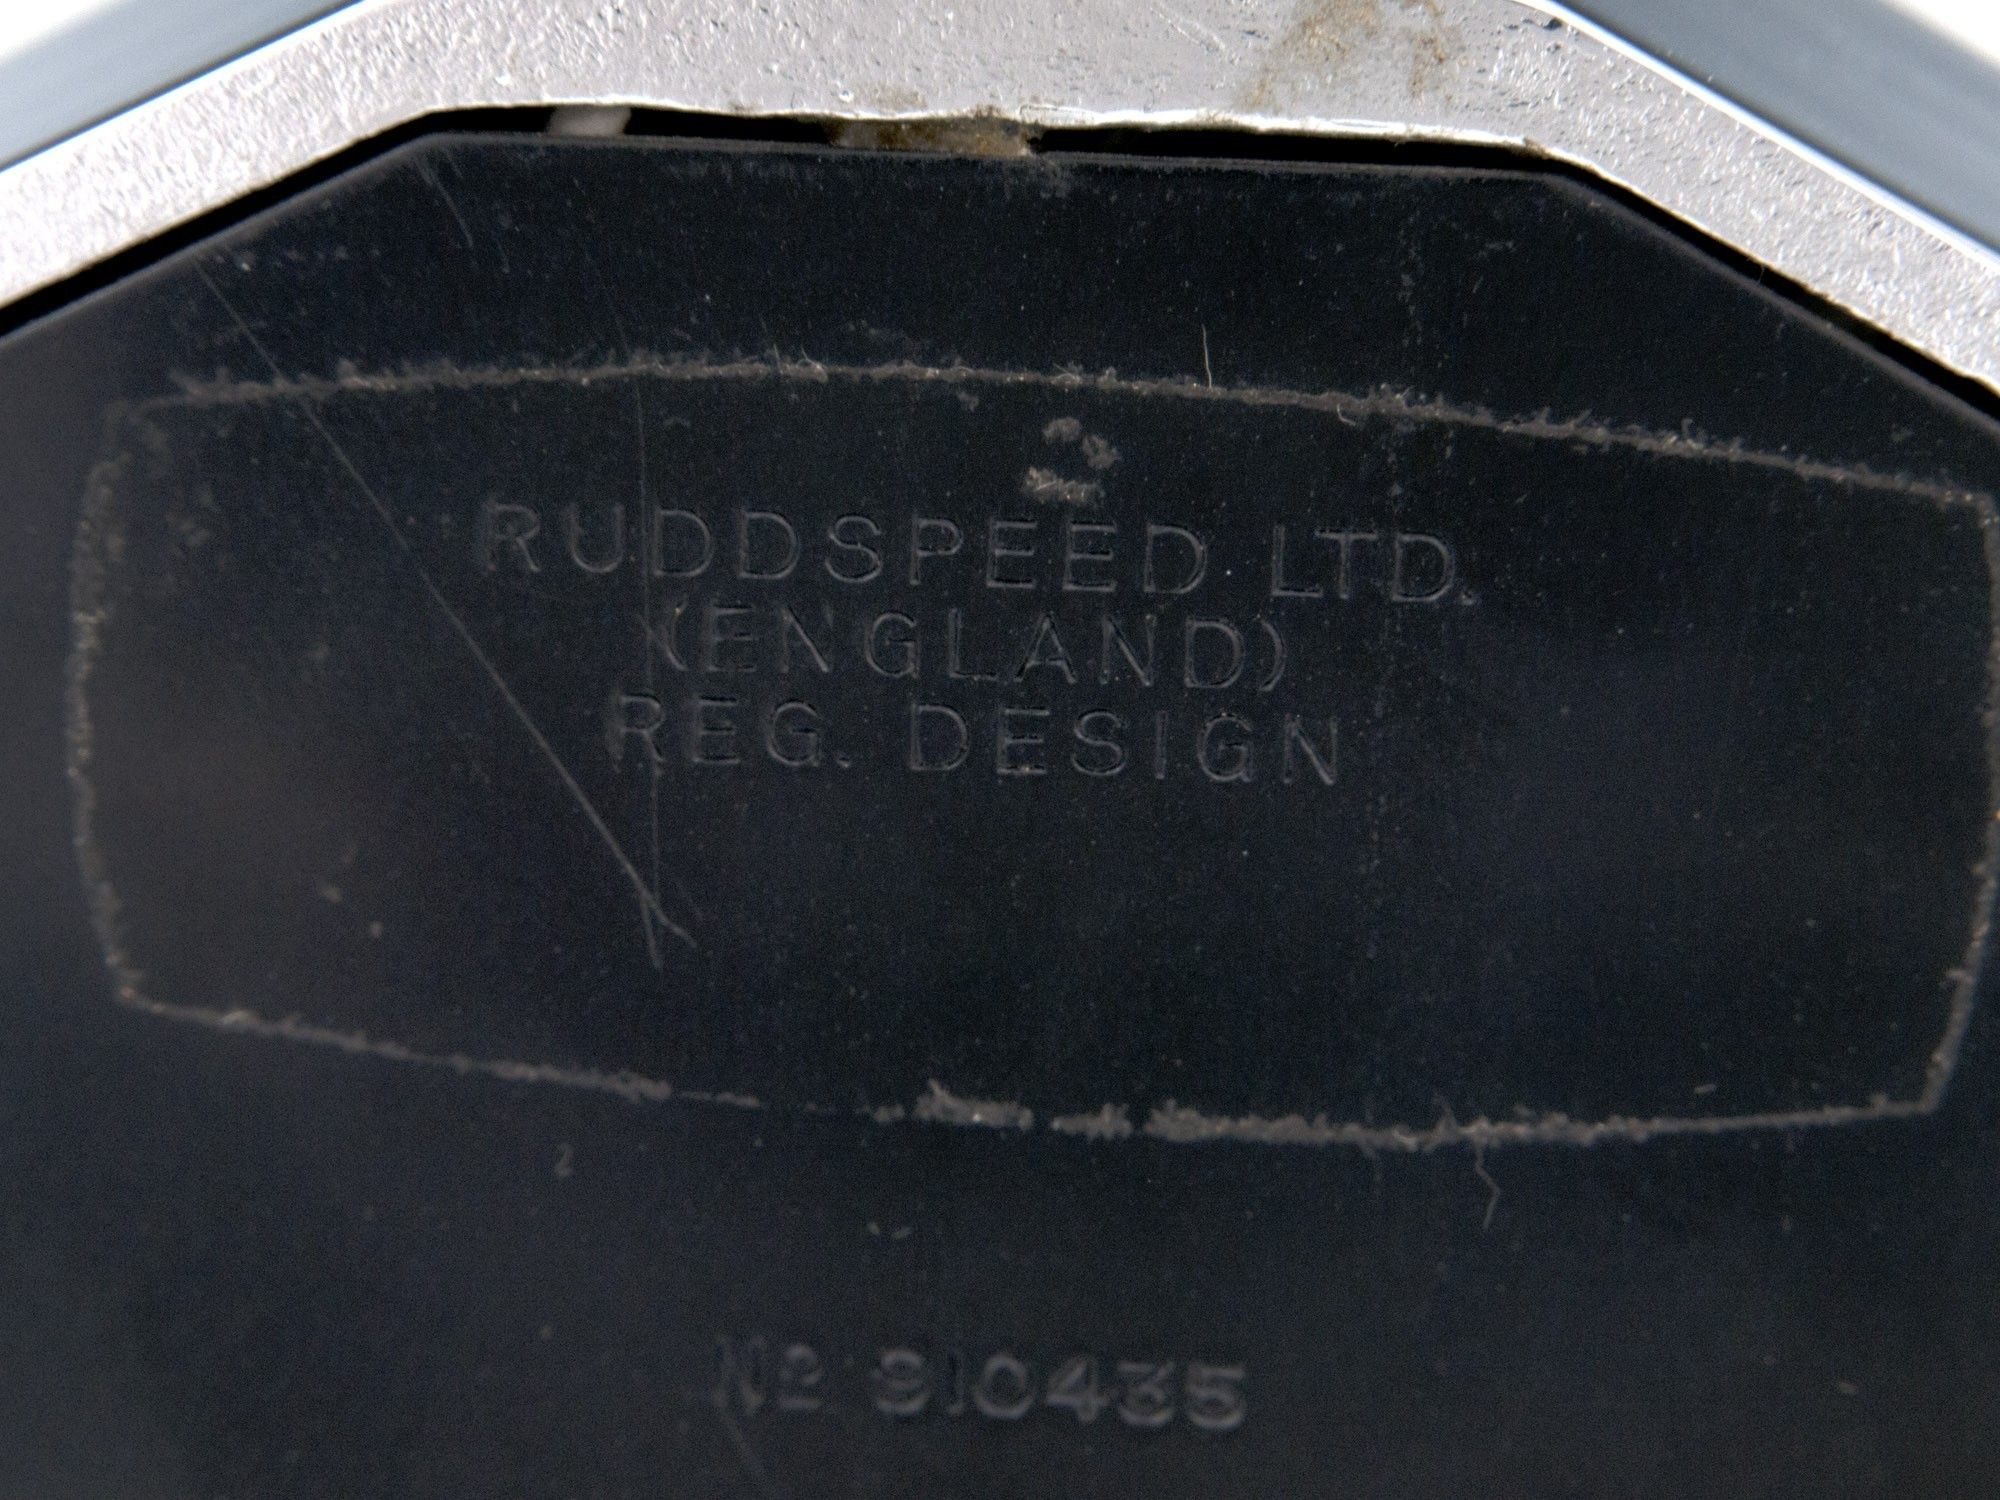 RUDDSPEED LTD.
(ENGLAND)
REG. DESIGN
No 910435